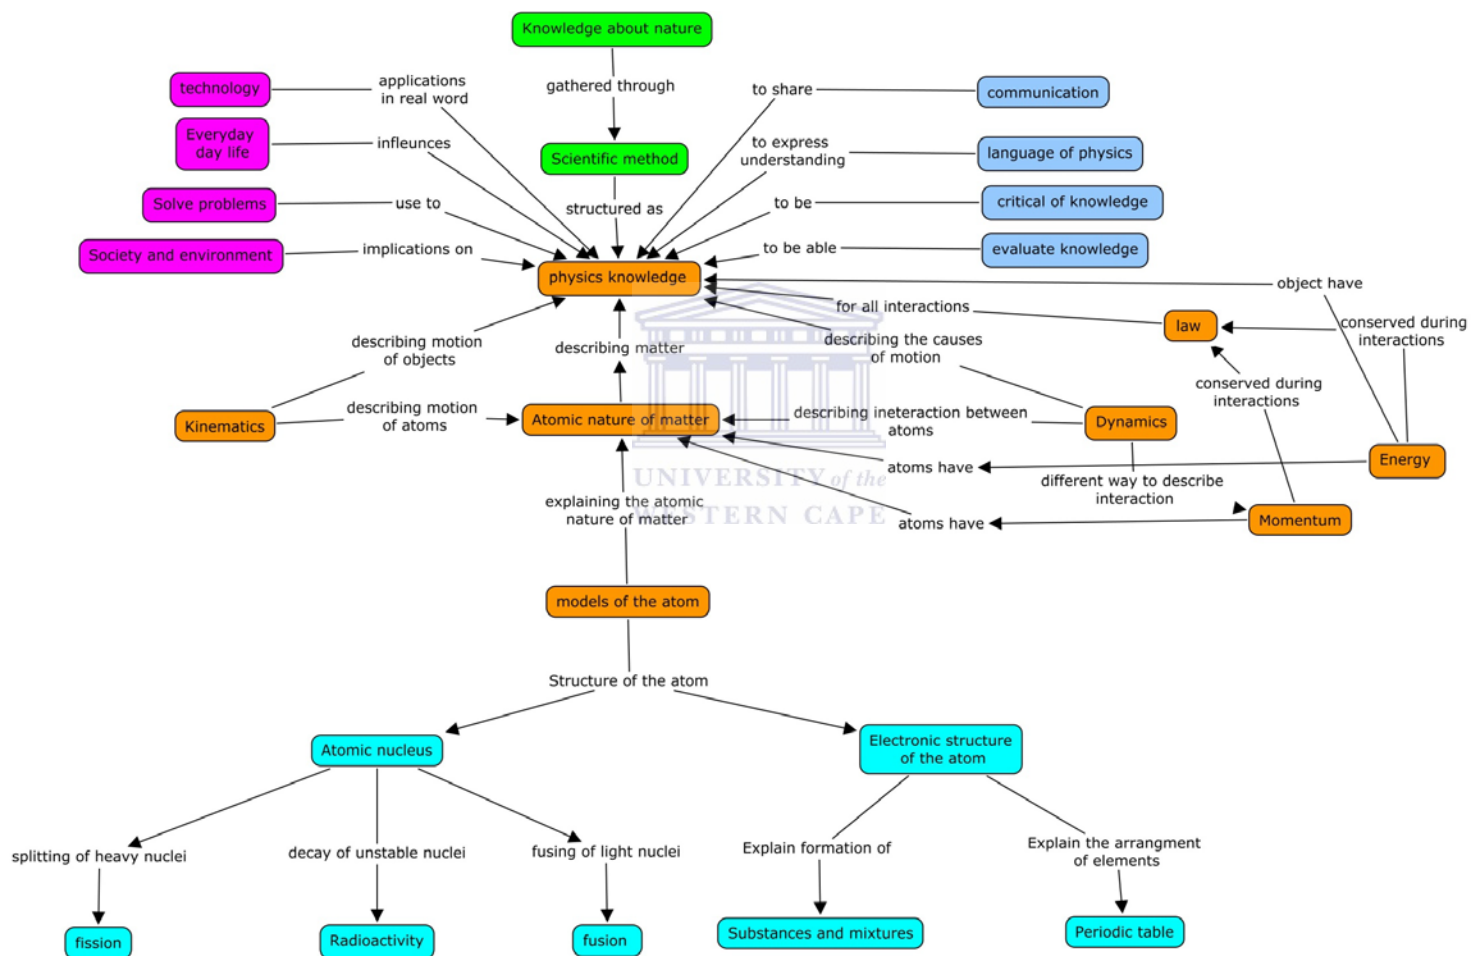 Knowledge about nature
technology
applications
in real word
gathered through
to share
communication
Everyday
day life
infleunces
Scientific method
to express
understanding
language of physics
Solve problems
use to
structured as
to be
critical of knowledge
Society and environment
implications on
to be able
evaluate knowledge
physics knowledge
object have
for all interactions
law
conserved during
interactions
describing motion
of objects
describing matter
describing the causes
of motion
conserved during
interactions
Kinematics
describing motion
of atoms
Atomic nature of matter
describing ineteraction between
atoms
Dynamics
atoms have
Energy
UNIVERSITY of the
WESTERN CAPE
different way to describe
interaction
explaining the atomic
nature of matter
atoms have
Momentum
models of the atom
Structure of the atom
Atomic nucleus
Electronic structure
of the atom
splitting of heavy nuclei
decay of unstable nuclei
fusing of light nuclei
Explain formation of
Explain the arrangment
of elements
fission
Radioactivity
fusion
Substances and mixtures
Periodic table